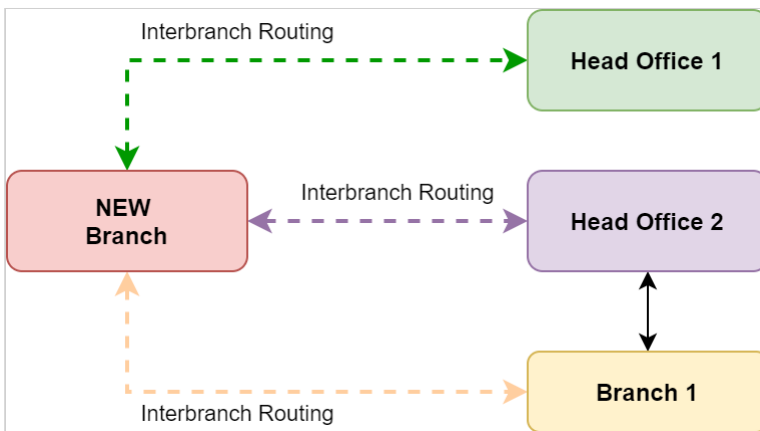 Interbranch Routing
Head Office 1
NEW
Branch
Interbranch Routing
Head Office 2
Branch 1
Interbranch Routing